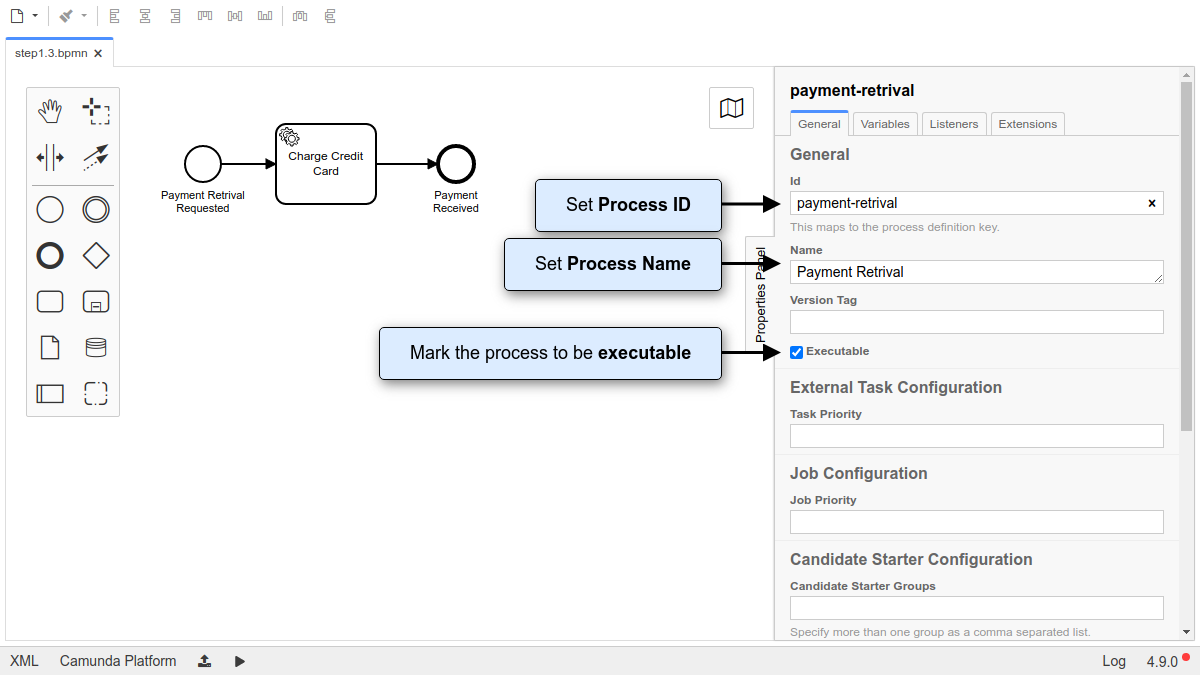 step1.3.bpmn
Payment Retrival
Requested
Charge Credit
Card
Payment
Received
Set Process ID
Set Process Name
Mark the process to be executable
Properties Panel
payment-retrival
General
Variables
Listeners
Extensions
General
Id
payment-retrival
This maps to the process definition key.
Name
Payment Retrival
Version Tag
Executable
External Task Configuration
Task Priority
Job Configuration
Job Priority
Candidate Starter Configuration
Candidate Starter Groups
Specify more than one group as a comma separated list.
XML
Camunda Platform
Log
4.9.0